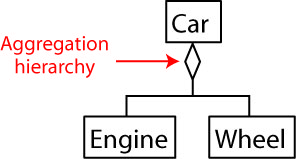 Car
Aggregation
hierarchy
Engine
Wheel